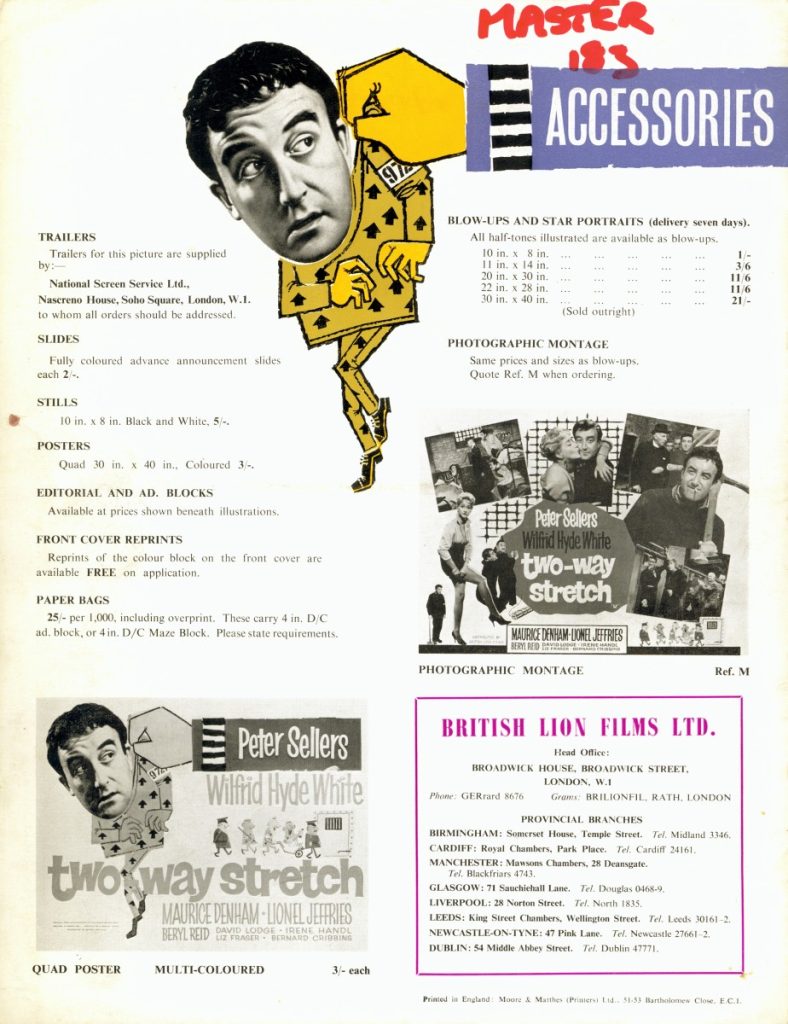 MASTER
183
ACCESSORIES
972
TRAILERS
Trailers for this picture are supplied
by:—
National Screen Service Ltd.,
Nascreno House, Soho Square, London, W.1.
to whom all orders should be addressed.
SLIDES
Fully coloured advance announcement slides
each 2/-.
STILLS
10 in. x 8 in. Black and White, 5/-.
POSTERS
Quad 30 in. x 40 in., Coloured 3/-.
EDITORIAL AND AD. BLOCKS
Available at prices shown beneath illustrations.
FRONT COVER REPRINTS
Reprints of the colour block on the front cover are
available FREE on application.
PAPER BAGS
25/- per 1,000, including overprint. These carry 4 in. D/C
ad. block, or 4 in. D/C Maze Block. Please state requirements.
BLOW-UPS AND STAR PORTRAITS (delivery seven days).
All half-tones illustrated are available as blow-ups.
10 in. x 8 in. ... ... ... ... ... 1/-
11 in. x 14 in. ... ... ... ... ... 3/6
20 in. x 30 in. ... ... ... ... ... 11/6
22 in. x 28 in. ... ... ... ... ... 11/6
30 in. x 40 in. ... ... ... ... ... 21/-
(Sold outright)
PHOTOGRAPHIC MONTAGE
Same prices and sizes as blow-ups.
Quote Ref. M when ordering.
Peter Sellers
Wilfrid Hyde White
two-way
stretch
MAURICE DENHAM · LIONEL JEFFRIES
BERYL REID DAVID LODGE · IRENE HANDL
LIZ FRASER · BERNARD CRIBBINS
PHOTOGRAPHIC MONTAGE Ref. M
Peter Sellers
Wilfrid Hyde White
972
two-way stretch
MAURICE DENHAM · LIONEL JEFFRIES
BERYL REID DAVID LODGE · IRENE HANDL
LIZ FRASER · BERNARD CRIBBINS
QUAD POSTER MULTI-COLOURED 3/- each
BRITISH LION FILMS LTD.
Head Office:
BROADWICK HOUSE, BROADWICK STREET,
LONDON, W.1
Phone: GERrard 8676 Grams: BRILIONFIL, RATH, LONDON
PROVINCIAL BRANCHES
BIRMINGHAM: Somerset House, Temple Street. Tel. Midland 3346.
CARDIFF: Royal Chambers, Park Place. Tel. Cardiff 24161.
MANCHESTER: Mawsons Chambers, 28 Deansgate.
Tel. Blackfriars 4743.
GLASGOW: 71 Sauchiehall Lane. Tel. Douglas 0468-9.
LIVERPOOL: 28 Norton Street. Tel. North 1835.
LEEDS: King Street Chambers, Wellington Street. Tel. Leeds 30161-2.
NEWCASTLE-ON-TYNE: 47 Pink Lane. Tel. Newcastle 27661-2.
DUBLIN: 54 Middle Abbey Street. Tel. Dublin 47771.
Printed in England: Moore & Matthes (Printers) Ltd., 51-53 Bartholomew Close, E.C.1.